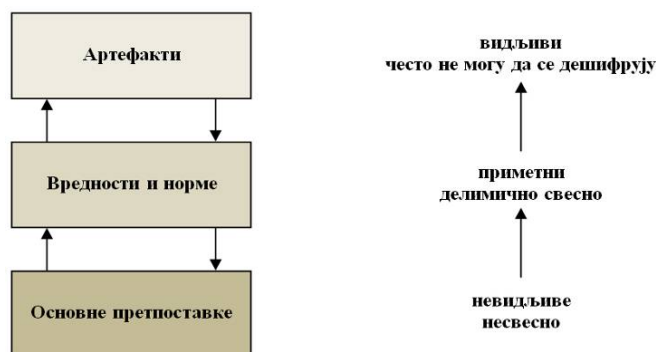 Артефакти
видљиви
често не могу да се дешифрују
Вредности и норме
приметни
делимично свесно
Основне претпоставке
невидљиве
несвесно